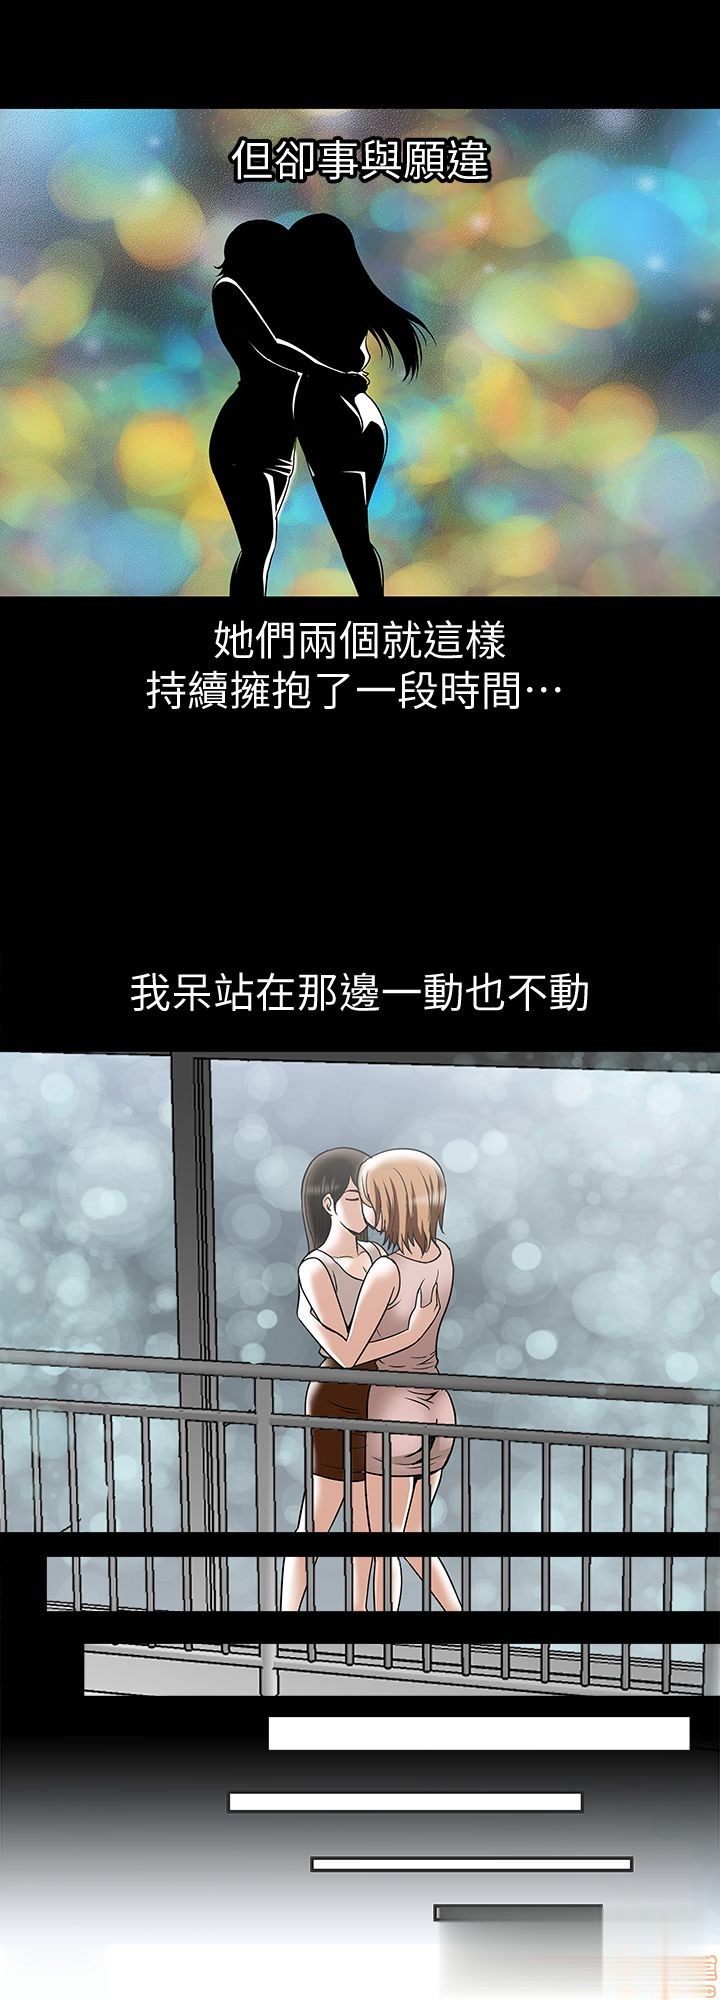 但卻事與願違
她們兩個就這樣
持續擁抱了一段時間⋯
我呆站在那邊一動也不動